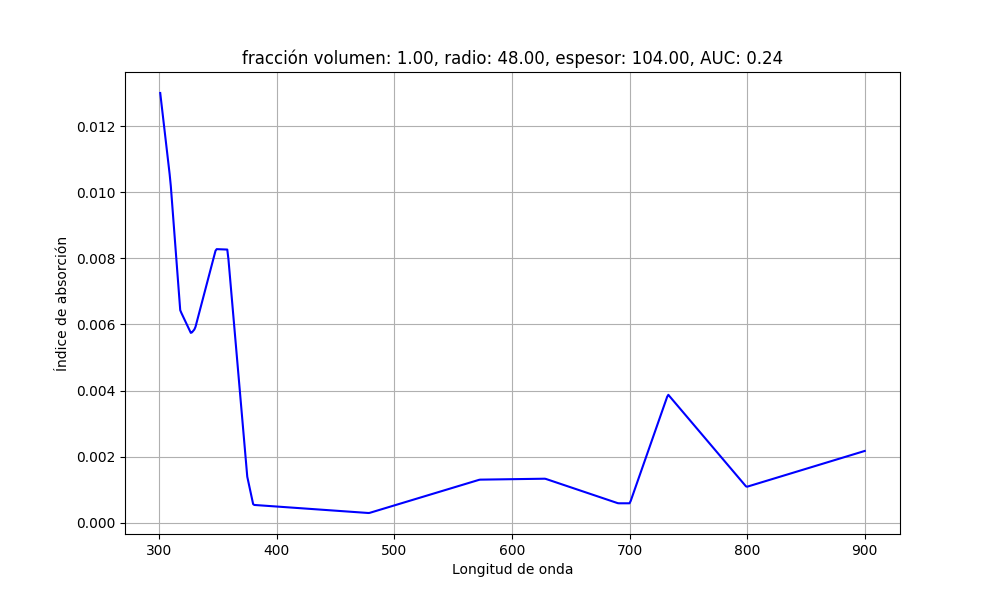 fracción volumen: 1.00, radio: 48.00, espesor: 104.00, AUC: 0.24
0.012
0.010
0.008
0.006
0.004
0.002
0.000
Índice de absorción
300 400 500 600 700 800 900
Longitud de onda